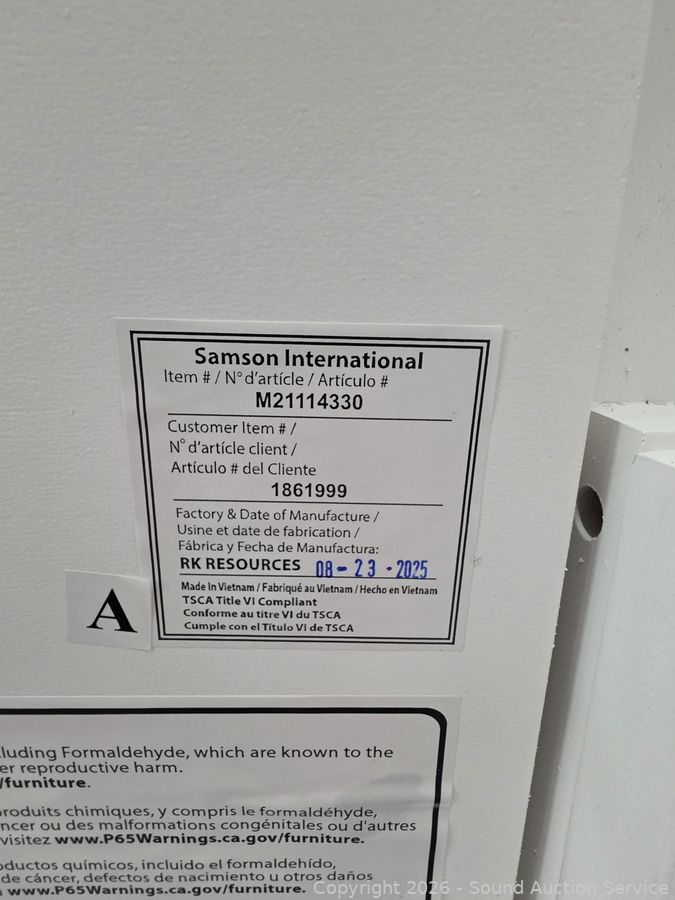 Samson International
Item # / N° d'artícle / Artículo #
M21114330
Customer Item # /
N° d'artícle client /
Artículo # del Cliente
1861999
Factory & Date of Manufacture /
Usine et date de fabrication /
Fábrica y Fecha de Manufactura:
RK RESOURCES 08-23-2025
Made In Vietnam / Fabriqué au Vietnam / Hecho en Vietnam
TSCA Title VI Compliant
Conforme au titre VI du TSCA
Cumple con el Título VI de TSCA
A
cluding Formaldehyde, which are known to the
er reproductive harm.
/furniture.
produits chimiques, y compris le formaldéhyde,
ncer ou des malformations congénitales ou d'autres
visitez www.P65Warnings.ca.gov/furniture.
oductos químicos, incluido el formaldehído,
de cáncer, defectos de nacimiento u otros daños
www.P65Warnings.ca.gov/furniture.
Copyright 2026 - Sound Auction Service